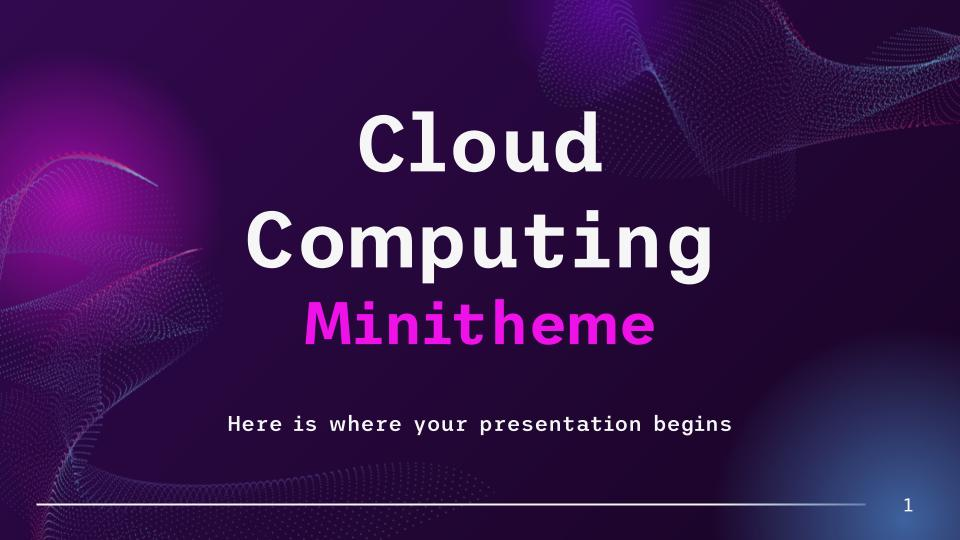 Cloud
Computing
Minitheme
Here is where your presentation begins
1